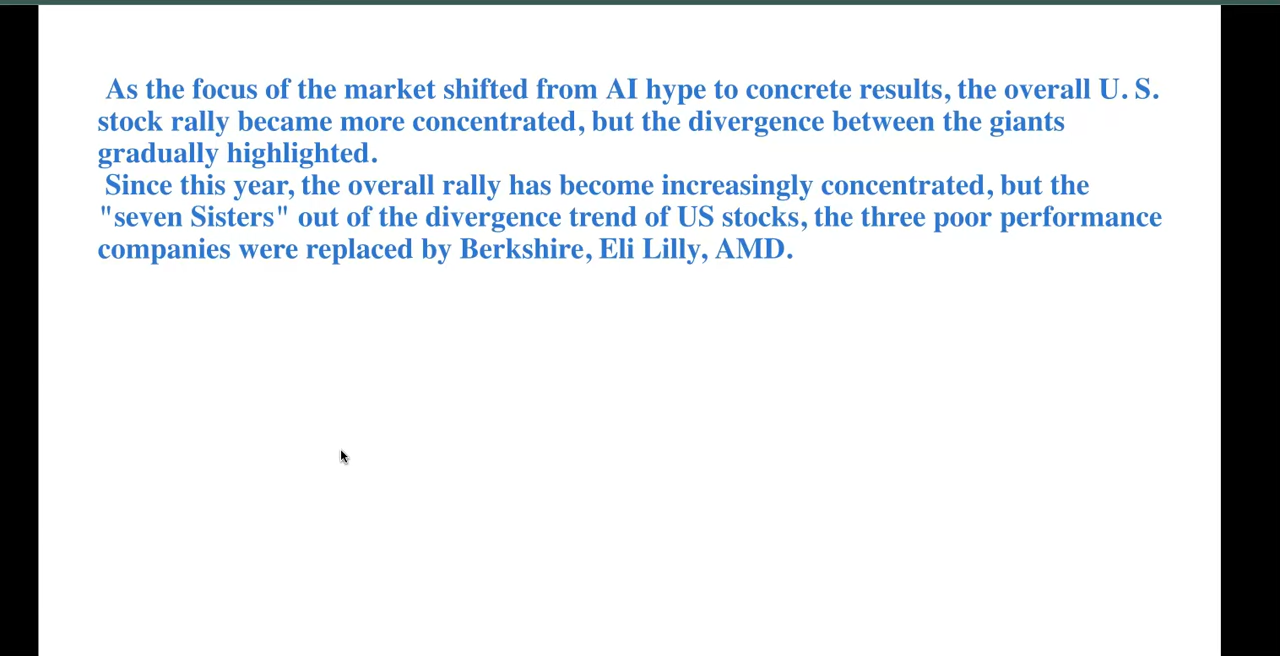 As the focus of the market shifted from AI hype to concrete results, the overall U. S.
stock rally became more concentrated, but the divergence between the giants
gradually highlighted.
Since this year, the overall rally has become increasingly concentrated, but the
"seven Sisters" out of the divergence trend of US stocks, the three poor performance
companies were replaced by Berkshire, Eli Lilly, AMD.